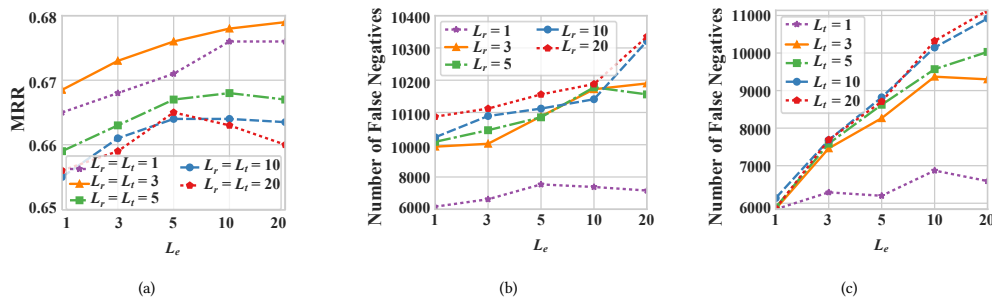 MRR
0.68
0.67
0.66
0.65
L_r = L_t = 1
L_r = L_t = 3
L_r = L_t = 5
L_r = L_t = 10
L_r = L_t = 20
1 3 5 10 20
L_e
(a)
Number of False Negatives
10400
10300
10200
10100
10000
6000
L_r = 1
L_r = 3
L_r = 5
L_r = 10
L_r = 20
1 3 5 10 20
L_e
(b)
Number of False Negatives
11000
10000
9000
8000
7000
6000
L_t = 1
L_t = 3
L_t = 5
L_t = 10
L_t = 20
1 3 5 10 20
L_e
(c)